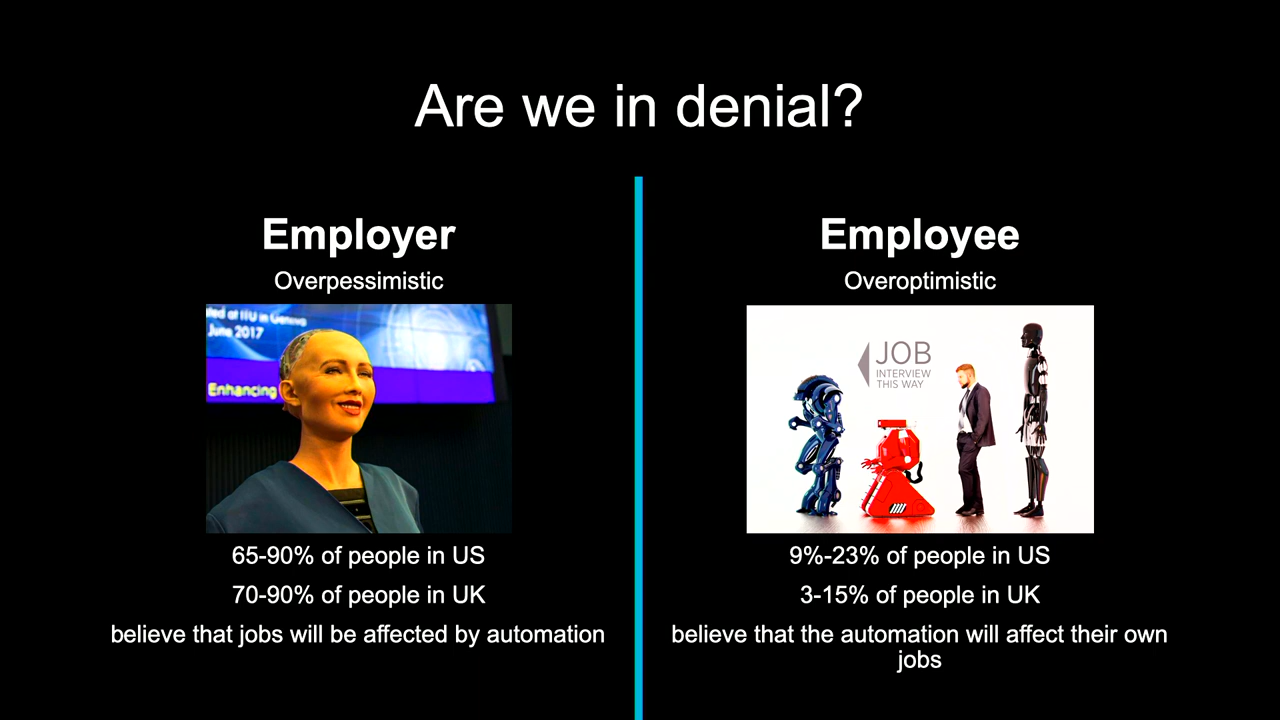 Are we in denial?
Employer
Overpessimistic
June 2017
Enhancing
65-90% of people in US
70-90% of people in UK
believe that jobs will be affected by automation
Employee
Overoptimistic
JOB
INTERVIEW
THIS WAY
9%-23% of people in US
3-15% of people in UK
believe that the automation will affect their own
jobs